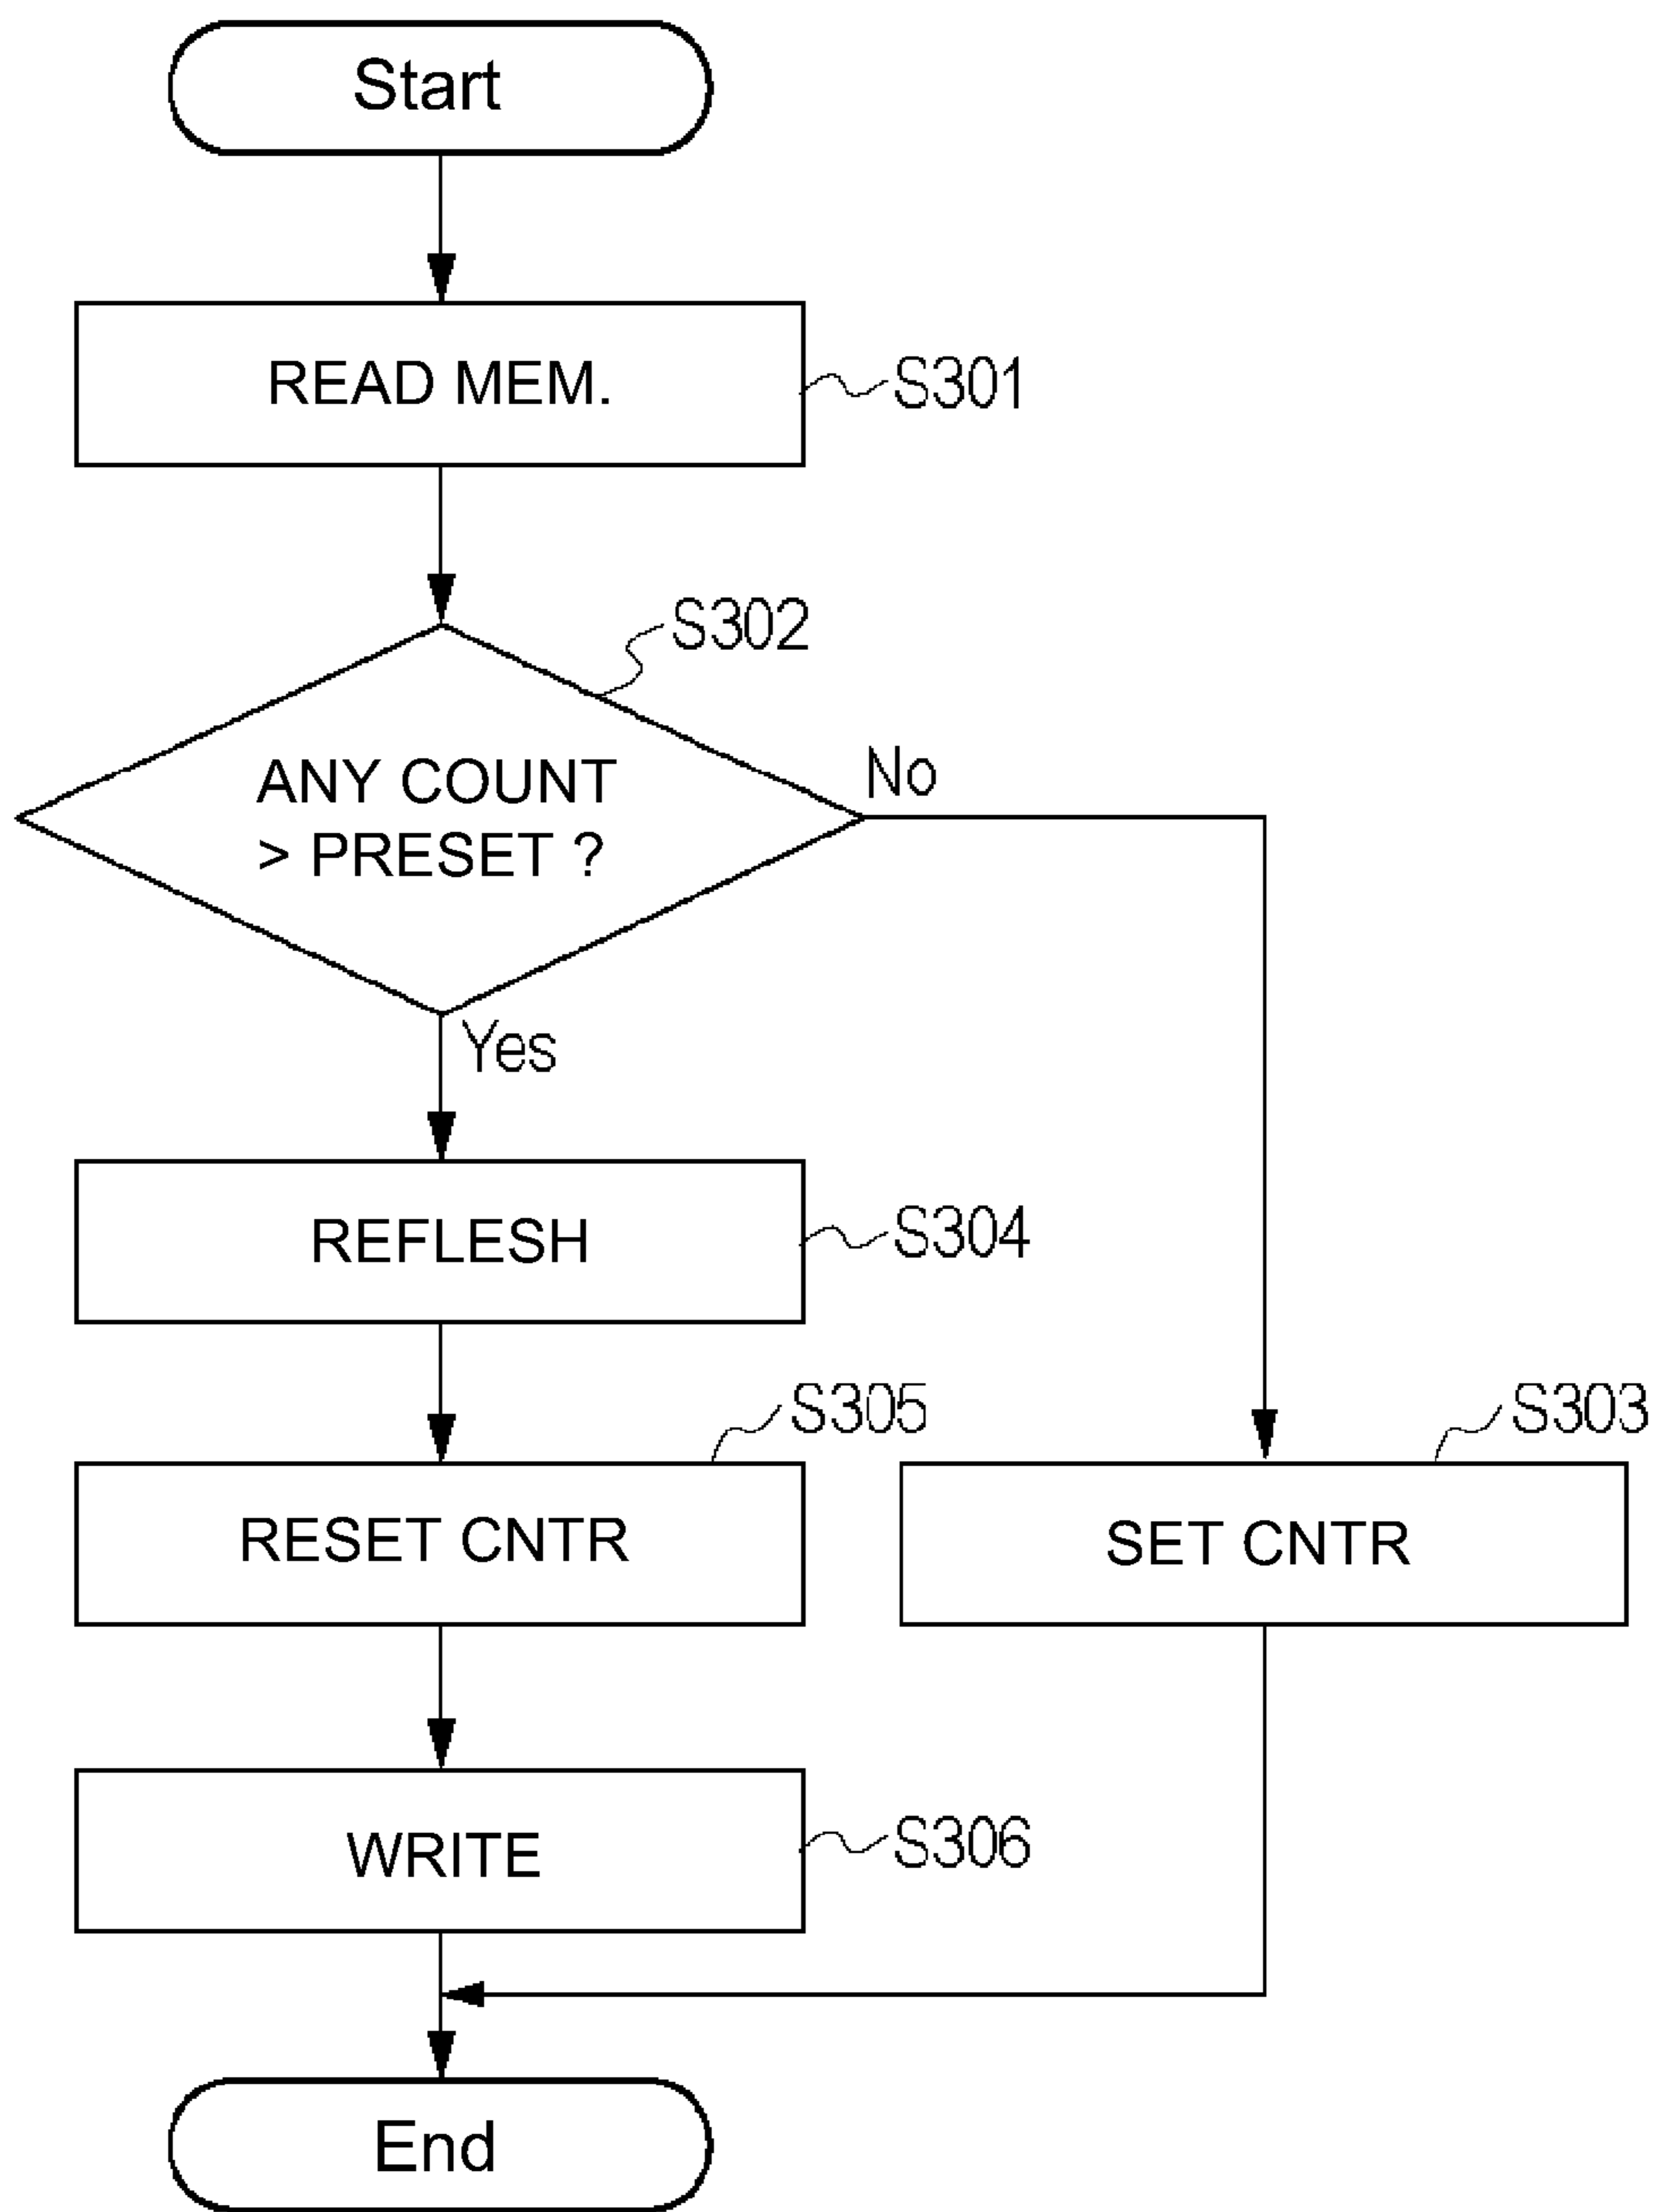 Start
READ MEM.
S301
S302
ANY COUNT
> PRESET ?
No
Yes
REFLESH
S304
S305
RESET CNTR
S303
SET CNTR
WRITE
S306
End